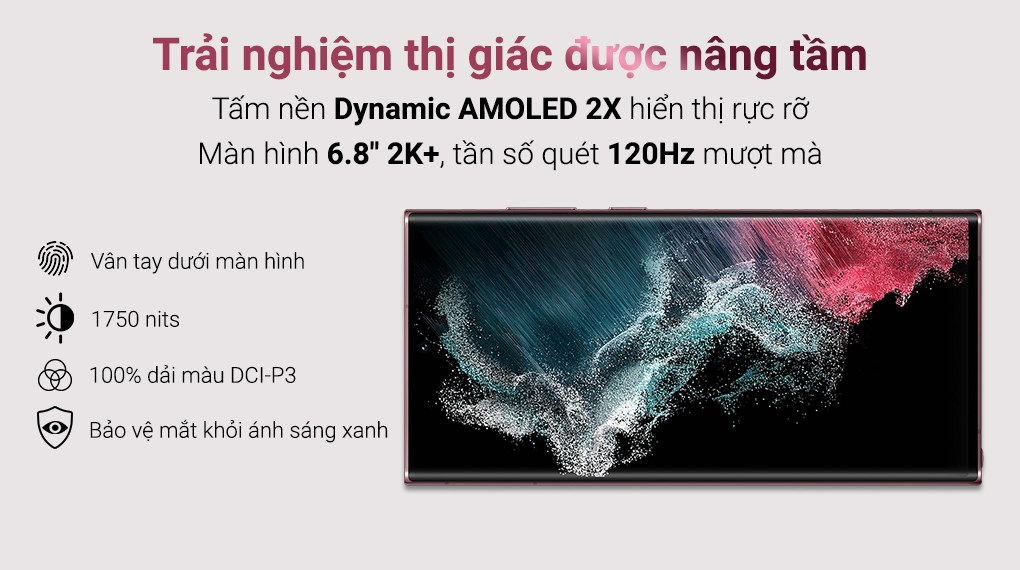 Trải nghiệm thị giác được nâng tầm
Tấm nền Dynamic AMOLED 2X hiển thị rực rỡ
Màn hình 6.8" 2K+, tần số quét 120Hz mượt mà
Vân tay dưới màn hình
1750 nits
100% dải màu DCI-P3
Bảo vệ mắt khỏi ánh sáng xanh